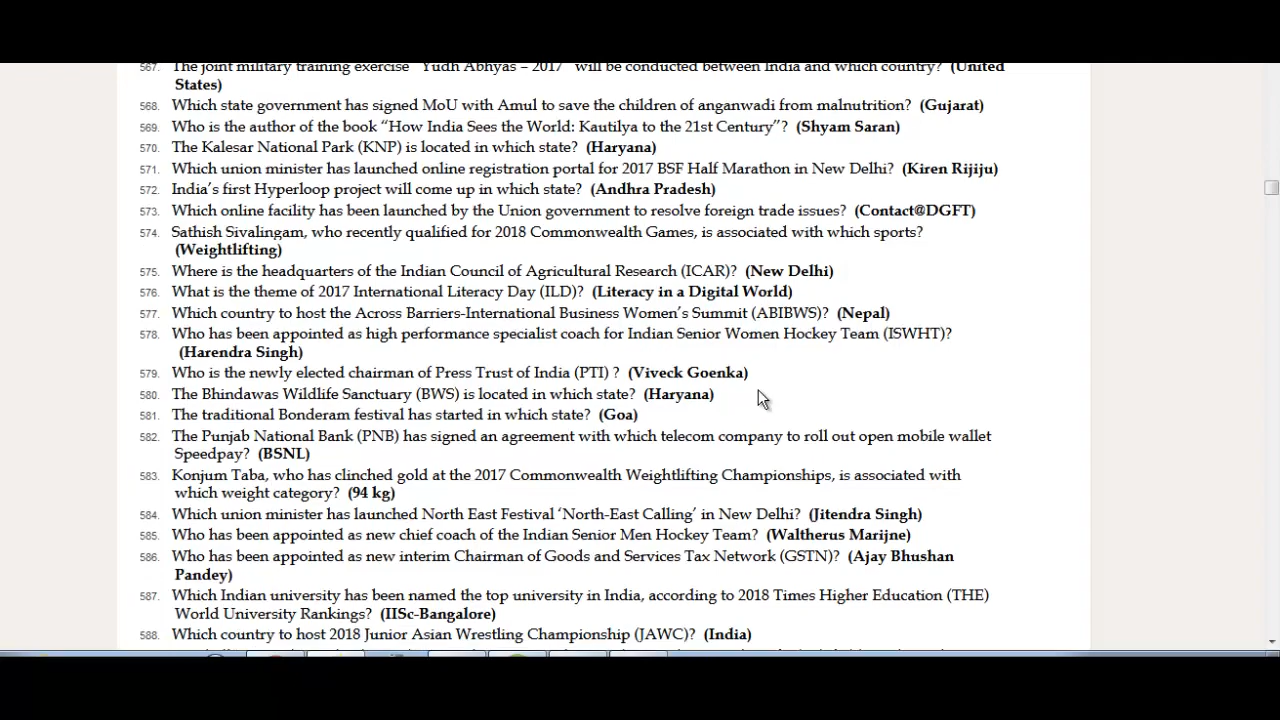 567. The joint military training exercise "Yudh Abhyas – 2017" will be conducted between India and which country? (United
States)
568. Which state government has signed MoU with Amul to save the children of anganwadi from malnutrition? (Gujarat)
569. Who is the author of the book "How India Sees the World: Kautilya to the 21st Century"? (Shyam Saran)
570. The Kalesar National Park (KNP) is located in which state? (Haryana)
571. Which union minister has launched online registration portal for 2017 BSF Half Marathon in New Delhi? (Kiren Rijiju)
572. India's first Hyperloop project will come up in which state? (Andhra Pradesh)
573. Which online facility has been launched by the Union government to resolve foreign trade issues? (Contact@DGFT)
574. Sathish Sivalingam, who recently qualified for 2018 Commonwealth Games, is associated with which sports?
(Weightlifting)
575. Where is the headquarters of the Indian Council of Agricultural Research (ICAR)? (New Delhi)
576. What is the theme of 2017 International Literacy Day (ILD)? (Literacy in a Digital World)
577. Which country to host the Across Barriers-International Business Women's Summit (ABIBWS)? (Nepal)
578. Who has been appointed as high performance specialist coach for Indian Senior Women Hockey Team (ISWHT)?
(Harendra Singh)
579. Who is the newly elected chairman of Press Trust of India (PTI) ? (Viveck Goenka)
580. The Bhindawas Wildlife Sanctuary (BWS) is located in which state? (Haryana)
581. The traditional Bonderam festival has started in which state? (Goa)
582. The Punjab National Bank (PNB) has signed an agreement with which telecom company to roll out open mobile wallet
Speedpay? (BSNL)
583. Konjum Taba, who has clinched gold at the 2017 Commonwealth Weightlifting Championships, is associated with
which weight category? (94 kg)
584. Which union minister has launched North East Festival 'North-East Calling' in New Delhi? (Jitendra Singh)
585. Who has been appointed as new chief coach of the Indian Senior Men Hockey Team? (Waltherus Marijne)
586. Who has been appointed as new interim Chairman of Goods and Services Tax Network (GSTN)? (Ajay Bhushan
Pandey)
587. Which Indian university has been named the top university in India, according to 2018 Times Higher Education (THE)
World University Rankings? (IISc-Bangalore)
588. Which country to host 2018 Junior Asian Wrestling Championship (JAWC)? (India)